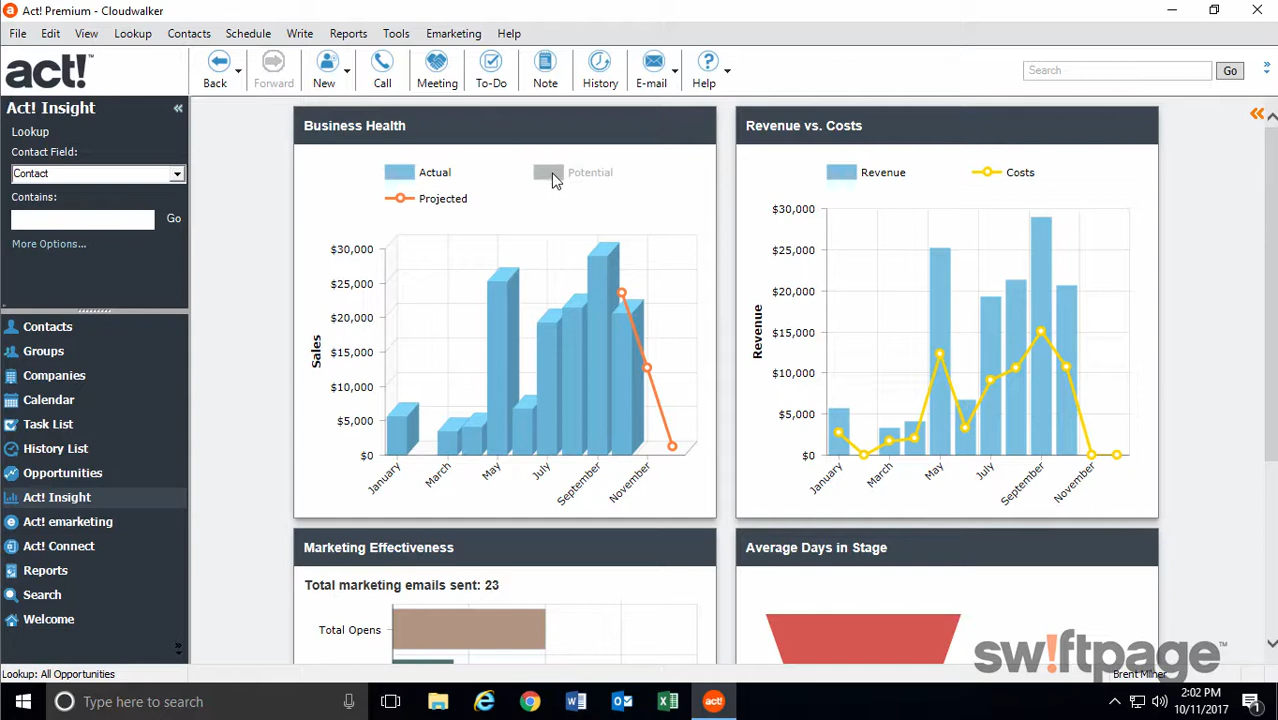 Act! Premium - Cloudwalker
File Edit View Lookup Contacts Schedule Write Reports Tools Emarketing Help
act!™
Back Forward New Call Meeting To-Do Note History E-mail Help
Search Go
Act! Insight
Lookup
Contact Field:
Contact
Contains:
Go
More Options...
Contacts
Groups
Companies
Calendar
Task List
History List
Opportunities
Act! Insight
Act! emarketing
Act! Connect
Reports
Search
Welcome
Business Health
Actual
Potential
Projected
Sales
$30,000
$25,000
$20,000
$15,000
$10,000
$5,000
$0
January
March
May
July
September
November
Revenue vs. Costs
Revenue
Costs
Revenue
$30,000
$25,000
$20,000
$15,000
$10,000
$5,000
$0
January
March
May
July
September
November
Marketing Effectiveness
Total marketing emails sent: 23
Total Opens
Average Days in Stage
sw!ftpage
Lookup: All Opportunities
Brent Milner
Type here to search
2:02 PM
10/11/2017
1